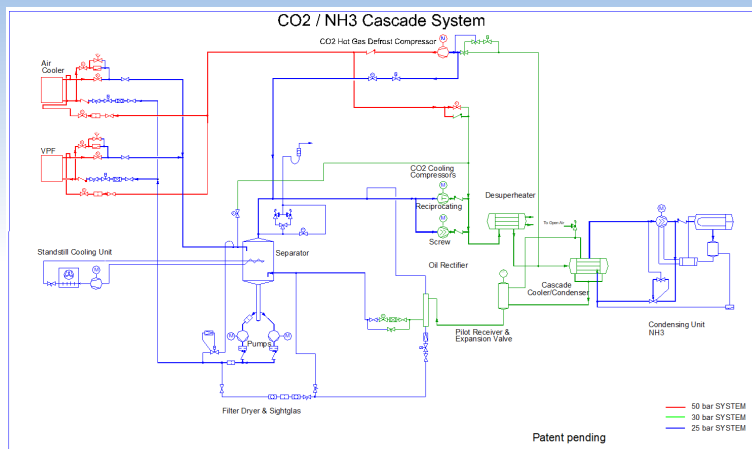 CO2 / NH3 Cascade System
CO2 Hot Gas Defrost Compressor
M
Air
Cooler
VPF
CO2 Cooling
Compressors
M
Reciprocating
M
Screw
Desuperheater
To Open Air
M
Standstill Cooling Unit
M
Separator
Oil Rectifier
Cascade
Cooler/Condenser
Pilot Receiver &
Expansion Valve
Condensing Unit
NH3
M
Pumps
M
Filter Dryer & Sightglas
50 bar SYSTEM
30 bar SYSTEM
25 bar SYSTEM
Patent pending